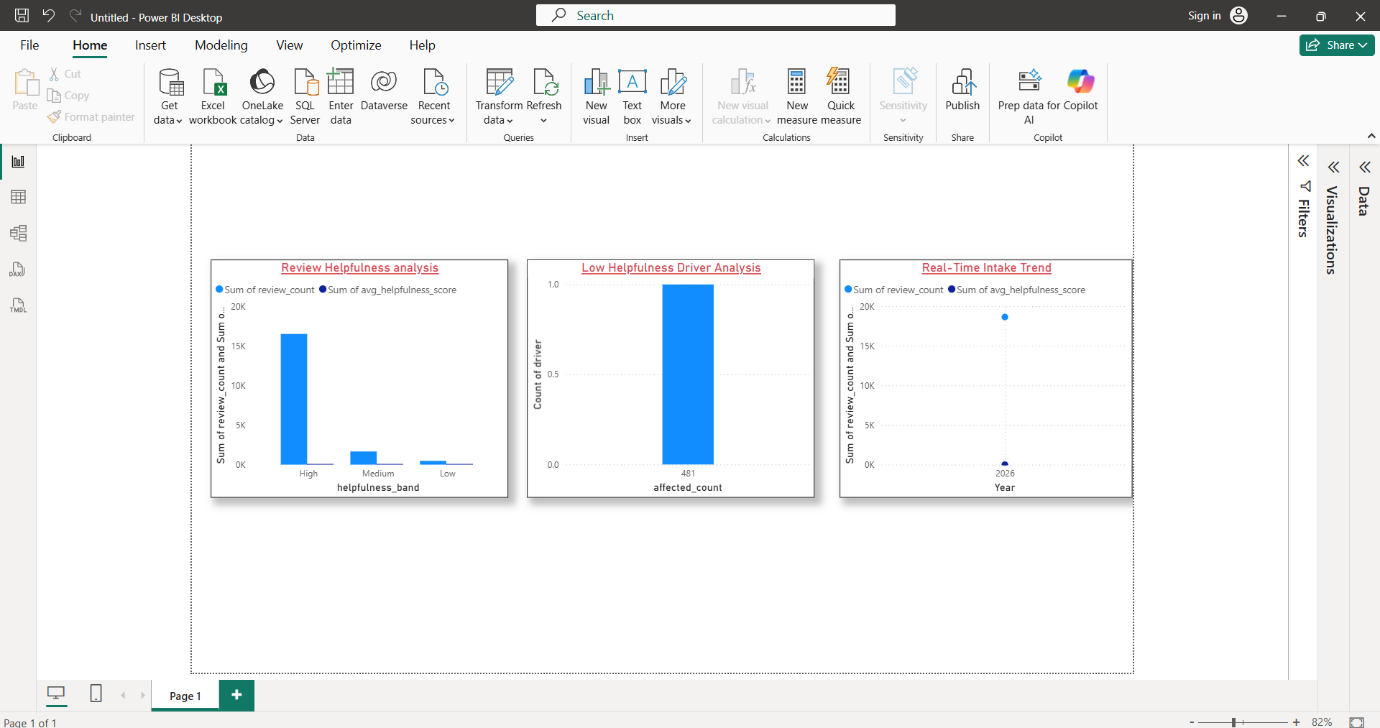 Untitled - Power BI Desktop
Search
Sign in
File Home Insert Modeling View Optimize Help
Share
Paste
Cut
Copy
Format painter
Clipboard
Get data
Excel workbook
OneLake catalog
SQL Server
Enter data
Dataverse
Recent sources
Data
Transform data
Refresh
Queries
New visual
Text box
More visuals
Insert
New visual calculation
New measure
Quick measure
Calculations
Sensitivity
Sensitivity
Publish
Share
Prep data for AI
Copilot
Copilot
DAX
TMDL
Review Helpfulness analysis
Sum of review_count Sum of avg_helpfulness_score
Sum of review_count and Sum o...
20K
15K
10K
5K
0K
High Medium Low
helpfulness_band
Low Helpfulness Driver Analysis
Count of driver
1.0
0.5
0.0
481
affected_count
Real-Time Intake Trend
Sum of review_count Sum of avg_helpfulness_score
Sum of review_count and Sum o...
20K
15K
10K
5K
0K
2026
Year
Filters
Visualizations
Data
Page 1
Page 1 of 1
- + 82%